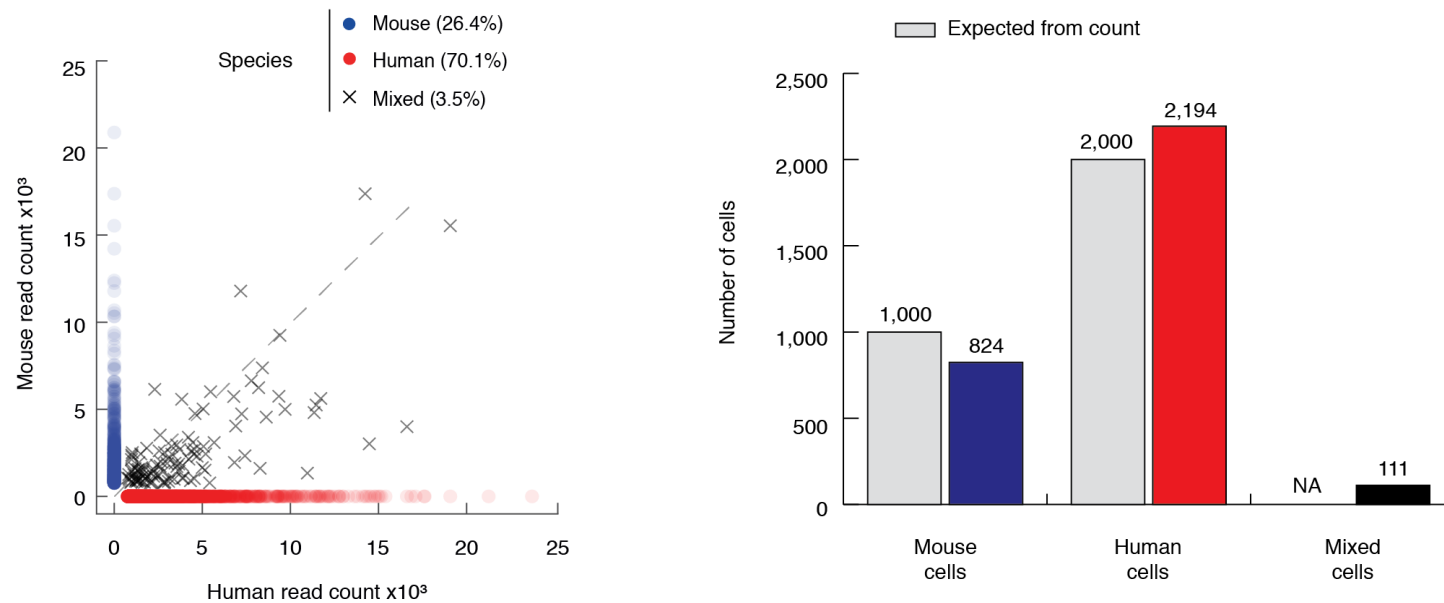 Species
Mouse (26.4%)
Human (70.1%)
Mixed (3.5%)
Mouse read count x10³
25
20
15
10
5
0
0 5 10 15 20 25
Human read count x10³
Expected from count
Number of cells
2,500
2,000
1,500
1,000
500
0
1,000
824
2,000
2,194
NA
111
Mouse
cells
Human
cells
Mixed
cells